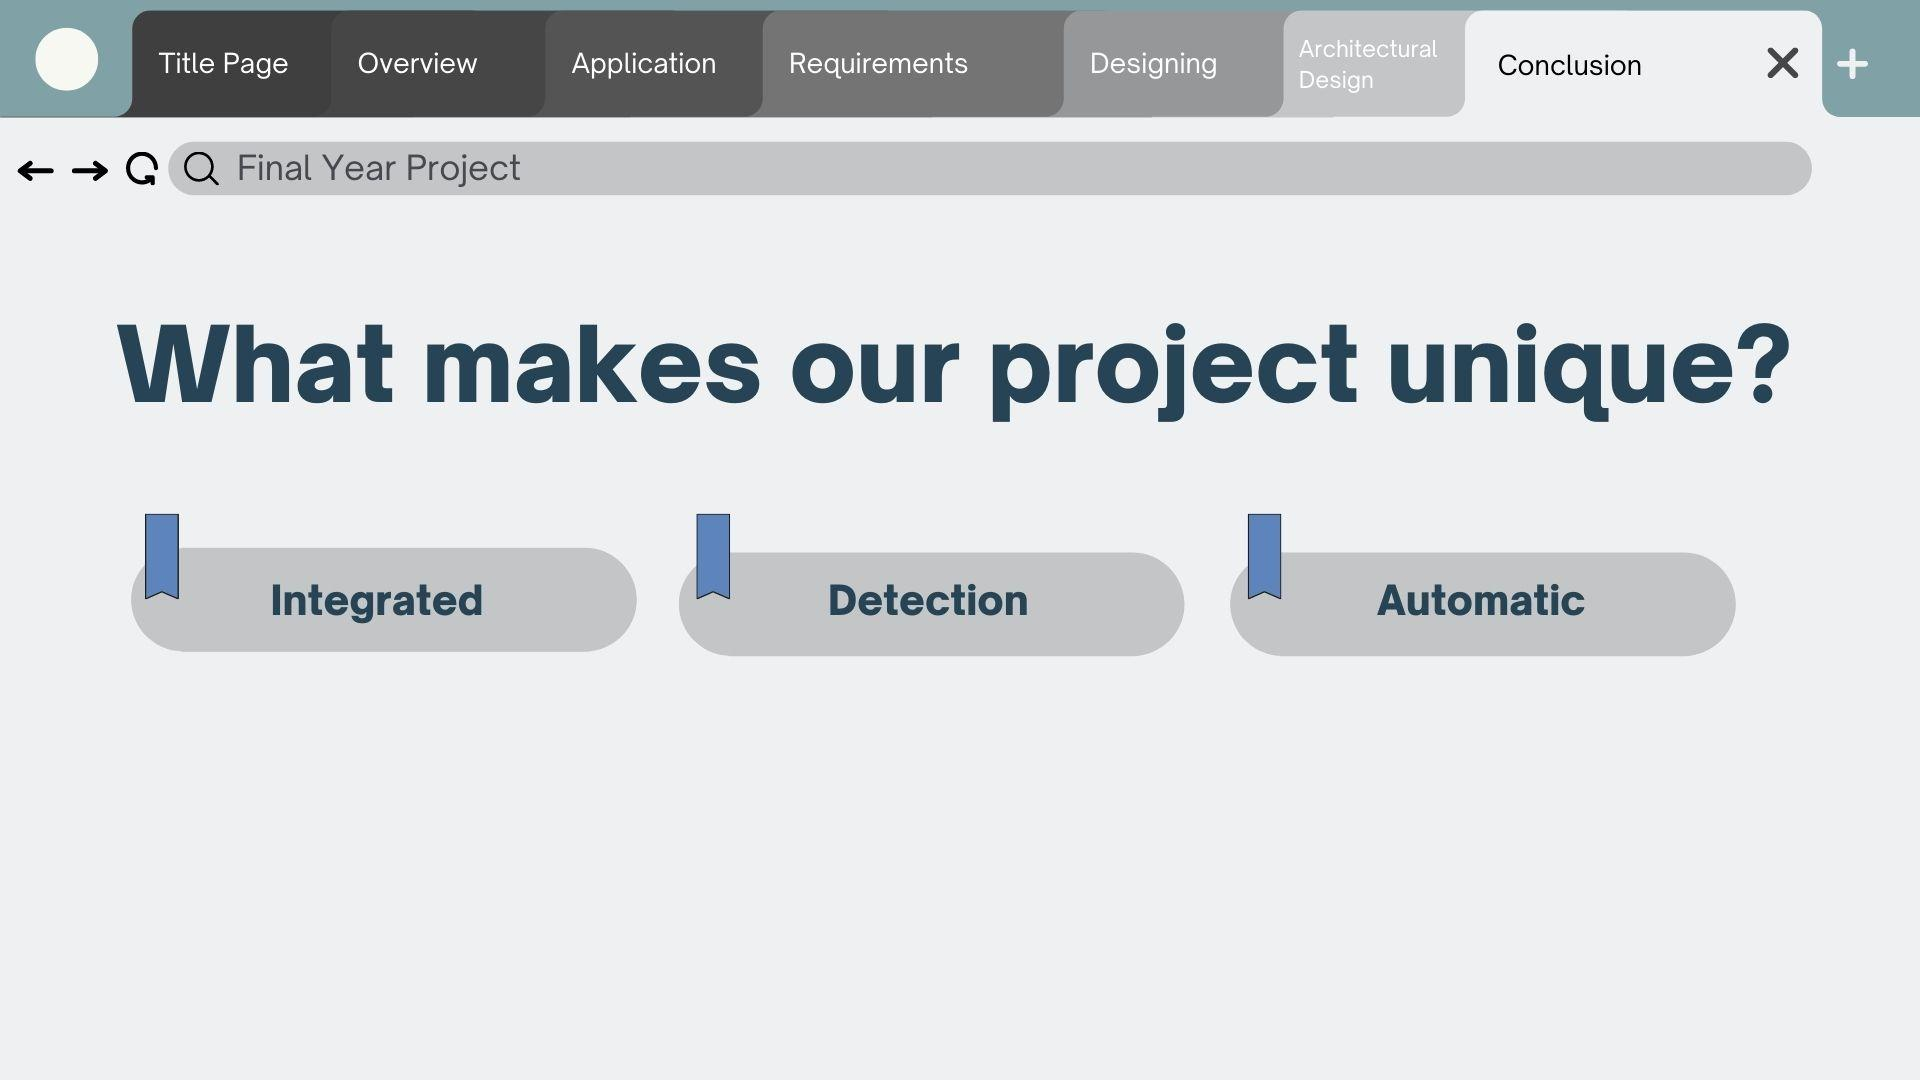 Title Page
Overview
Application
Requirements
Designing
Architectural
Design
Conclusion
Final Year Project
What makes our project unique?
Integrated
Detection
Automatic